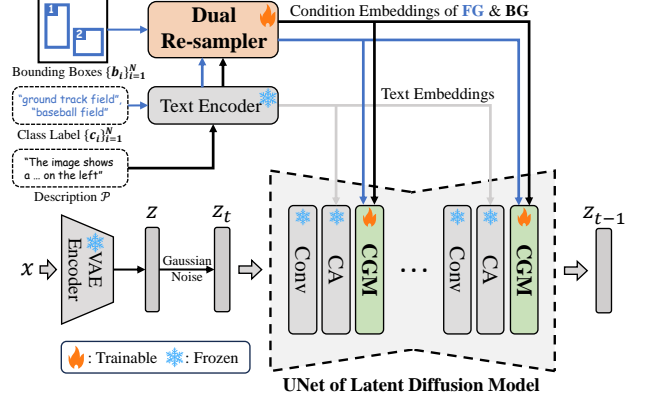 1
2
Dual
Re-sampler
Condition Embeddings of FG & BG
Bounding Boxes {b_i}_{i=1}^N
"ground track field",
"baseball field"
Text Encoder
Text Embeddings
Class Label {c_i}_{i=1}^N
"The image shows
a ... on the left"
Description 𝒫
x
VAE
Encoder
z
Gaussian
Noise
z_t
Conv
CA
CGM
...
Conv
CA
CGM
z_{t-1}
: Trainable
: Frozen
UNet of Latent Diffusion Model